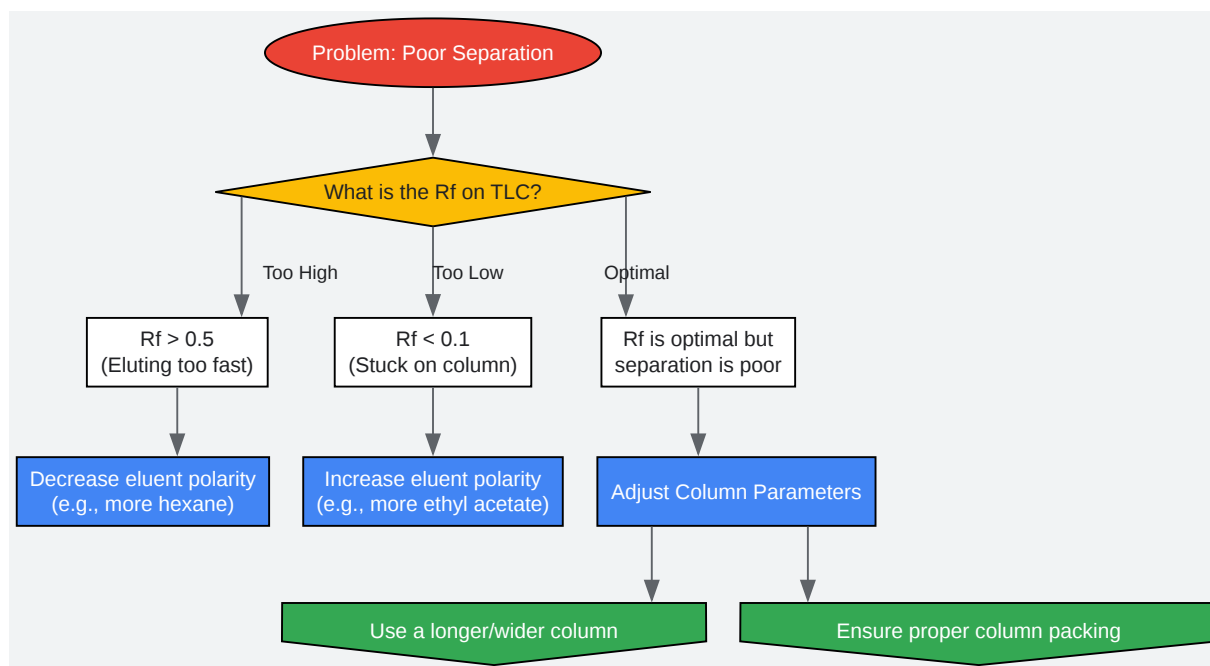 Problem: Poor Separation
What is the Rf on TLC?
Too High
Too Low
Optimal
Rf > 0.5
(Eluting too fast)
Rf < 0.1
(Stuck on column)
Rf is optimal but
separation is poor
Decrease eluent polarity
(e.g., more hexane)
Increase eluent polarity
(e.g., more ethyl acetate)
Adjust Column Parameters
Use a longer/wider column
Ensure proper column packing